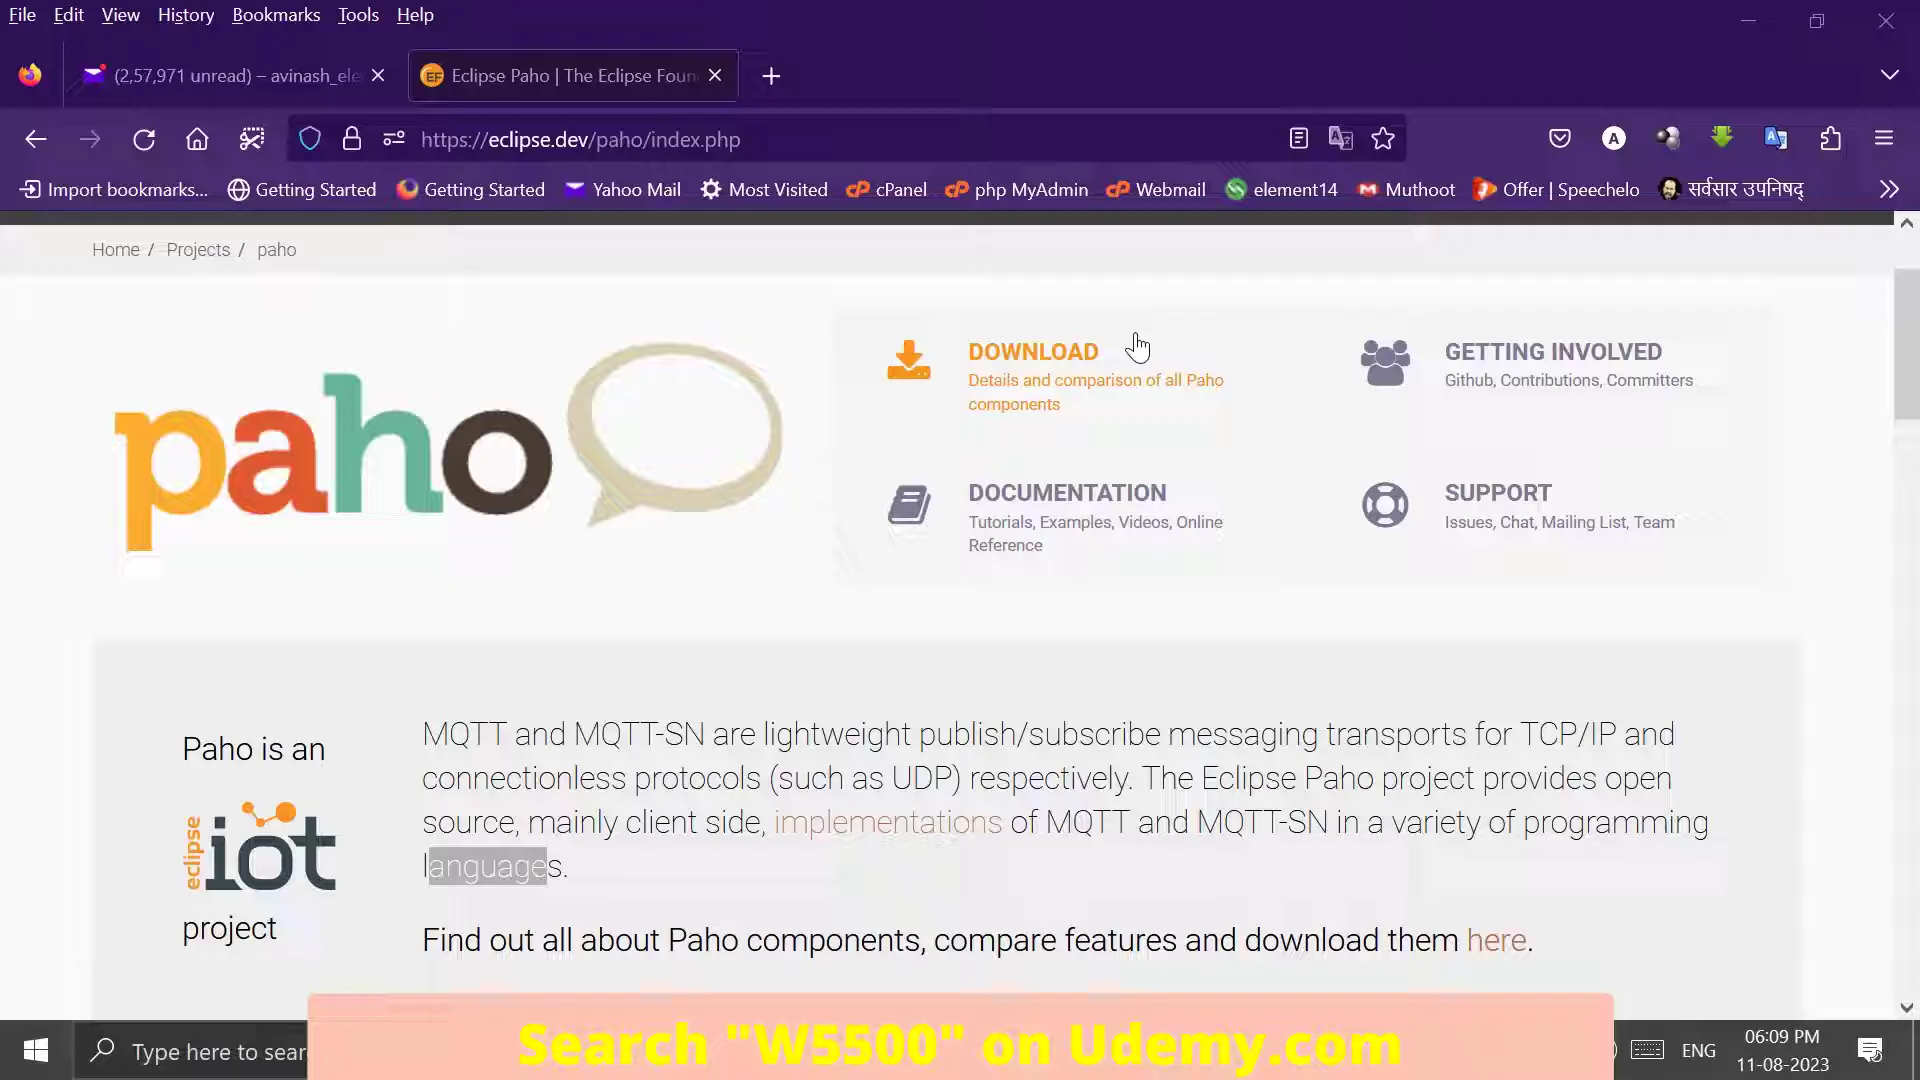 File Edit View History Bookmarks Tools Help
(2,57,971 unread) – avinash_ele
Eclipse Paho | The Eclipse Foun
https://eclipse.dev/paho/index.php
Import bookmarks... Getting Started Getting Started Yahoo Mail Most Visited cPanel php MyAdmin Webmail element14 Muthoot Offer | Speechelo सर्वसार उपनिषद्
Home / Projects / paho
paho
DOWNLOAD
Details and comparison of all Paho
components
GETTING INVOLVED
Github, Contributions, Committers
DOCUMENTATION
Tutorials, Examples, Videos, Online
Reference
SUPPORT
Issues, Chat, Mailing List, Team
Paho is an
eclipse iot
project
MQTT and MQTT-SN are lightweight publish/subscribe messaging transports for TCP/IP and
connectionless protocols (such as UDP) respectively. The Eclipse Paho project provides open
source, mainly client side, implementations of MQTT and MQTT-SN in a variety of programming
languages.
Find out all about Paho components, compare features and download them here.
Type here to sear
Search "W5500" on Udemy.com
ENG
06:09 PM
11-08-2023